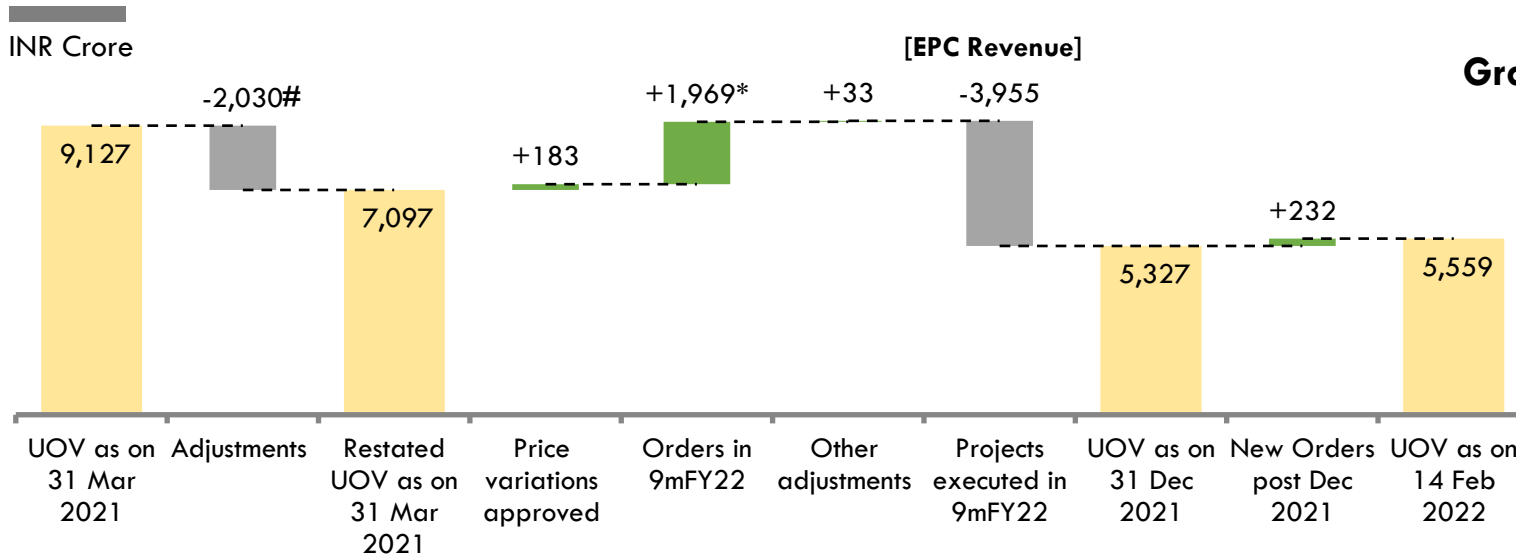 INR Crore
[EPC Revenue]
Gro
-2,030#
+1,969*
+33
-3,955
9,127
+183
7,097
+232
5,327
5,559
UOV as on
31 Mar
2021
Adjustments
Restated
UOV as on
31 Mar
2021
Price
variations
approved
Orders in
9mFY22
Other
adjustments
Projects
executed in
9mFY22
UOV as on
31 Dec
2021
New Orders
post Dec
2021
UOV as on
14 Feb
2022